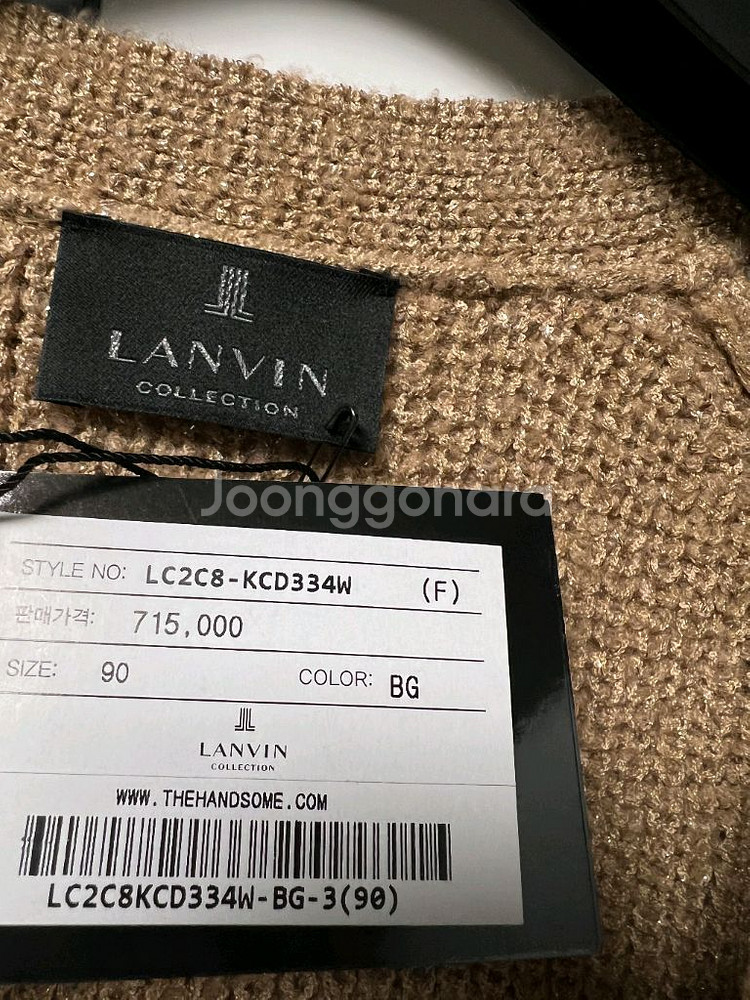 LANVIN
COLLECTION
Joonggonara
STYLE NO: LC2C8-KCD334W (F)
판매가격: 715,000
SIZE: 90 COLOR: BG
LANVIN
COLLECTION
WWW.THEHANDSOME.COM
LC2C8KCD334W-BG-3(90)